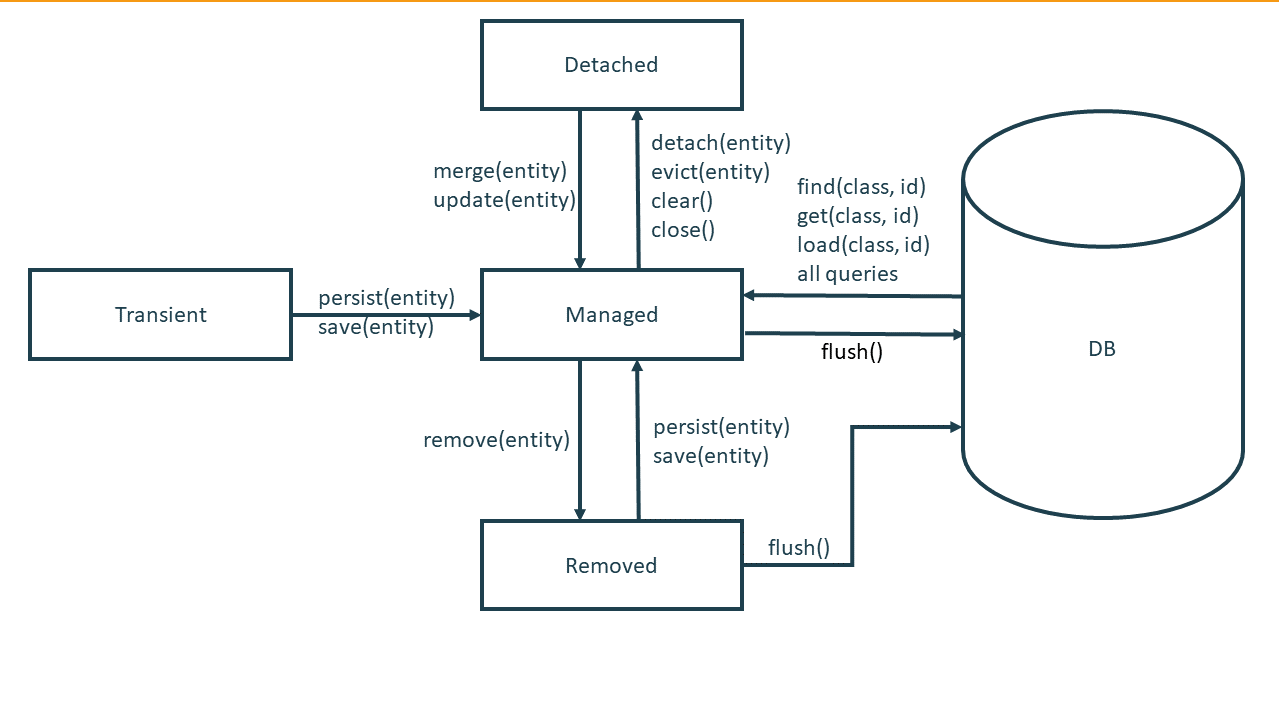 Detached
merge(entity)
update(entity)
detach(entity)
evict(entity)
clear()
close()
find(class, id)
get(class, id)
load(class, id)
all queries
Transient
persist(entity)
save(entity)
Managed
flush()
DB
remove(entity)
persist(entity)
save(entity)
Removed
flush()